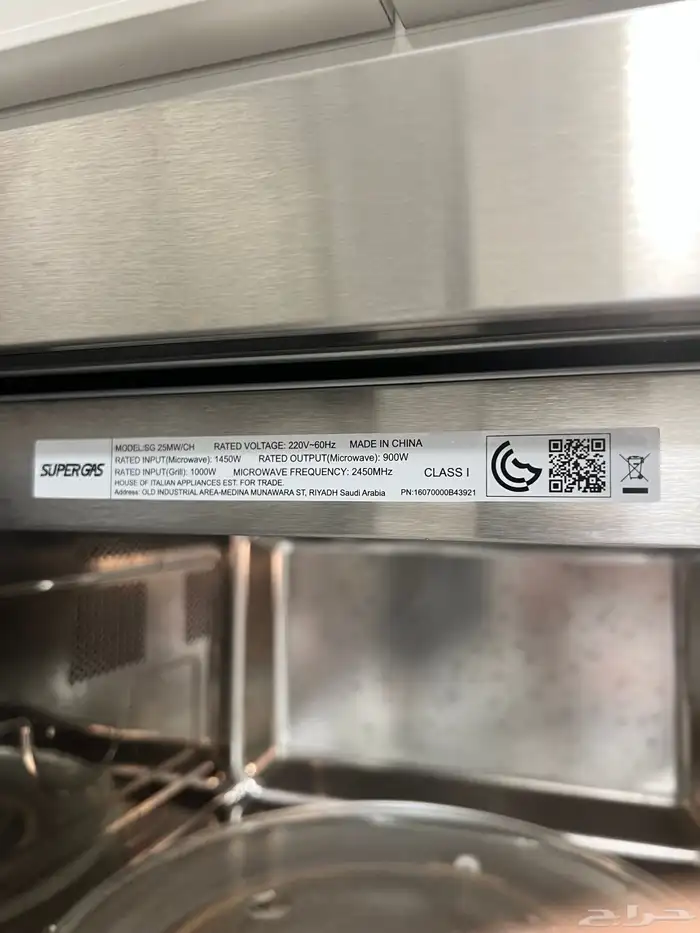 SUPER GAS
MODEL:SG 25MW/CH RATED VOLTAGE: 220V~60Hz MADE IN CHINA
RATED INPUT(Microwave): 1450W RATED OUTPUT(Microwave): 900W
RATED INPUT(Grill): 1000W MICROWAVE FREQUENCY: 2450MHz CLASS I
HOUSE OF ITALIAN APPLIANCES EST. FOR TRADE.
Address: OLD INDUSTRIAL AREA-MEDINA MUNAWARA ST, RIYADH Saudi Arabia PN:16070000B43921
حراج